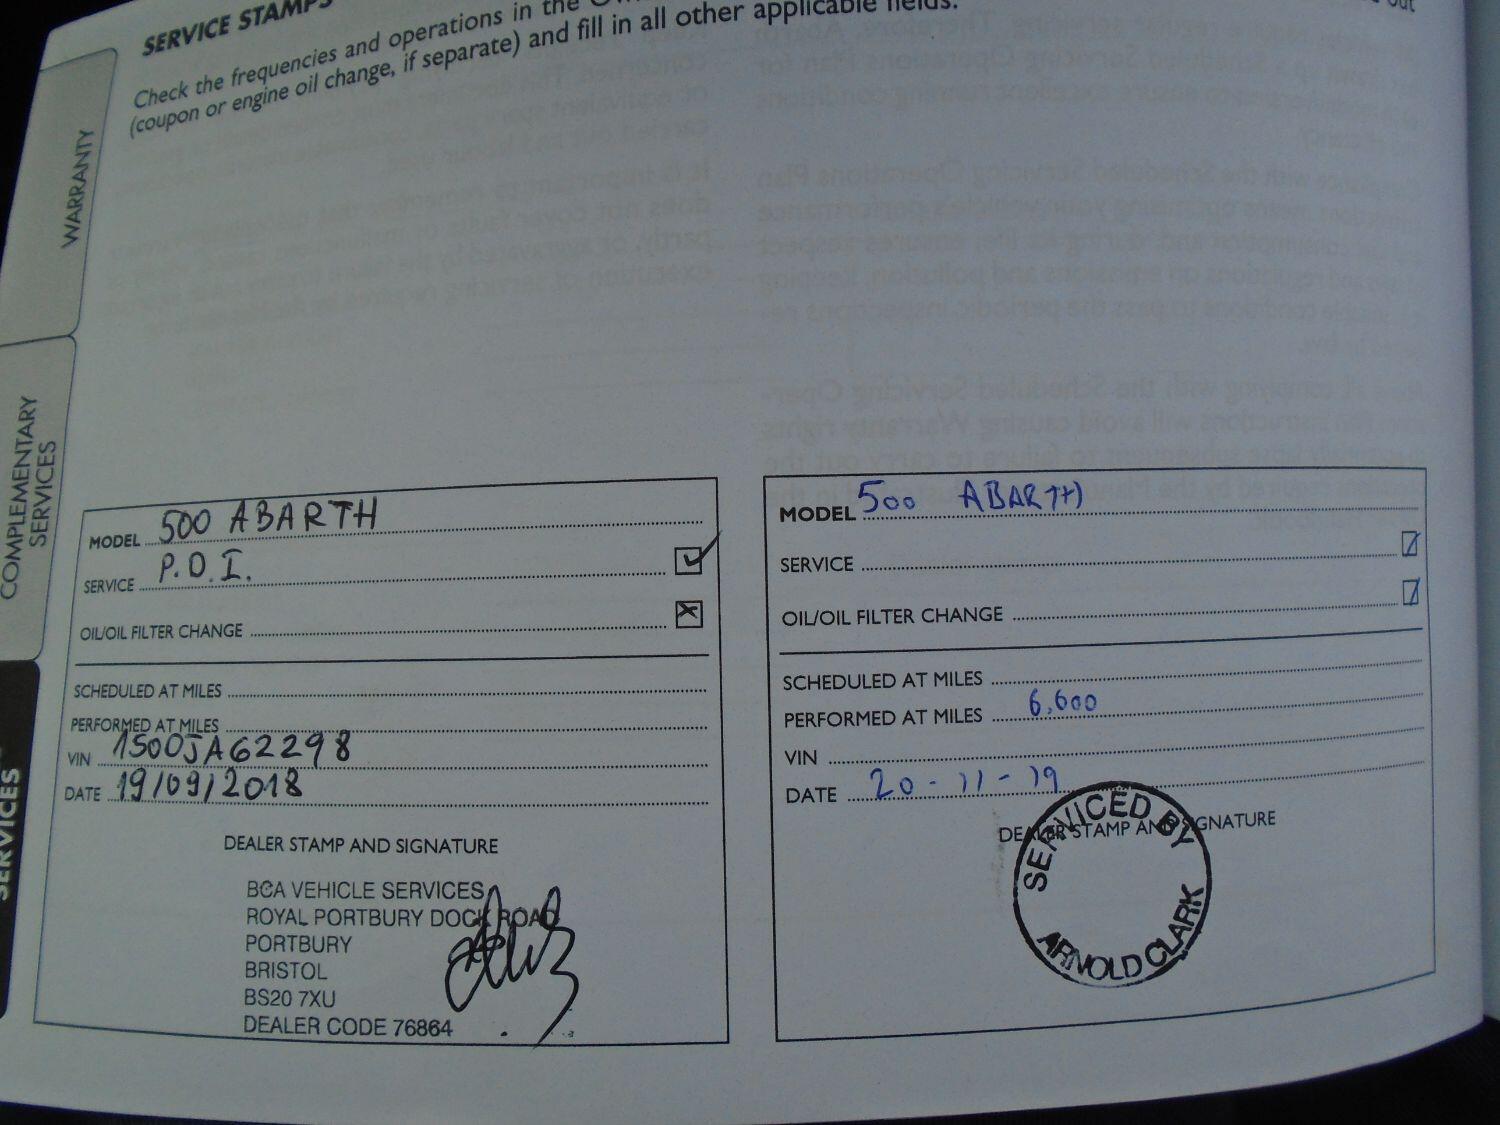 SERVICE STAMPS
Check the frequencies and operations in the
(coupon or engine oil change, if separate) and fill in all other applicable fields.
out
WARRANTY
COMPLEMENTARY
SERVICES
SERVICES
MODEL 500 ABARTH
SERVICE P.D.I.
OIL/OIL FILTER CHANGE
SCHEDULED AT MILES
PERFORMED AT MILES
VIN 1500JA62298
DATE 19/09/2018
DEALER STAMP AND SIGNATURE
BCA VEHICLE SERVICES
ROYAL PORTBURY DOCK ROAD
PORTBURY
BRISTOL
BS20 7XU
DEALER CODE 76864
MODEL 500 ABARTH
SERVICE
OIL/OIL FILTER CHANGE
SCHEDULED AT MILES
PERFORMED AT MILES 6,600
VIN
DATE 20-11-19
DEALER STAMP AND SIGNATURE
SERVICED BY
ARNOLD CLARK